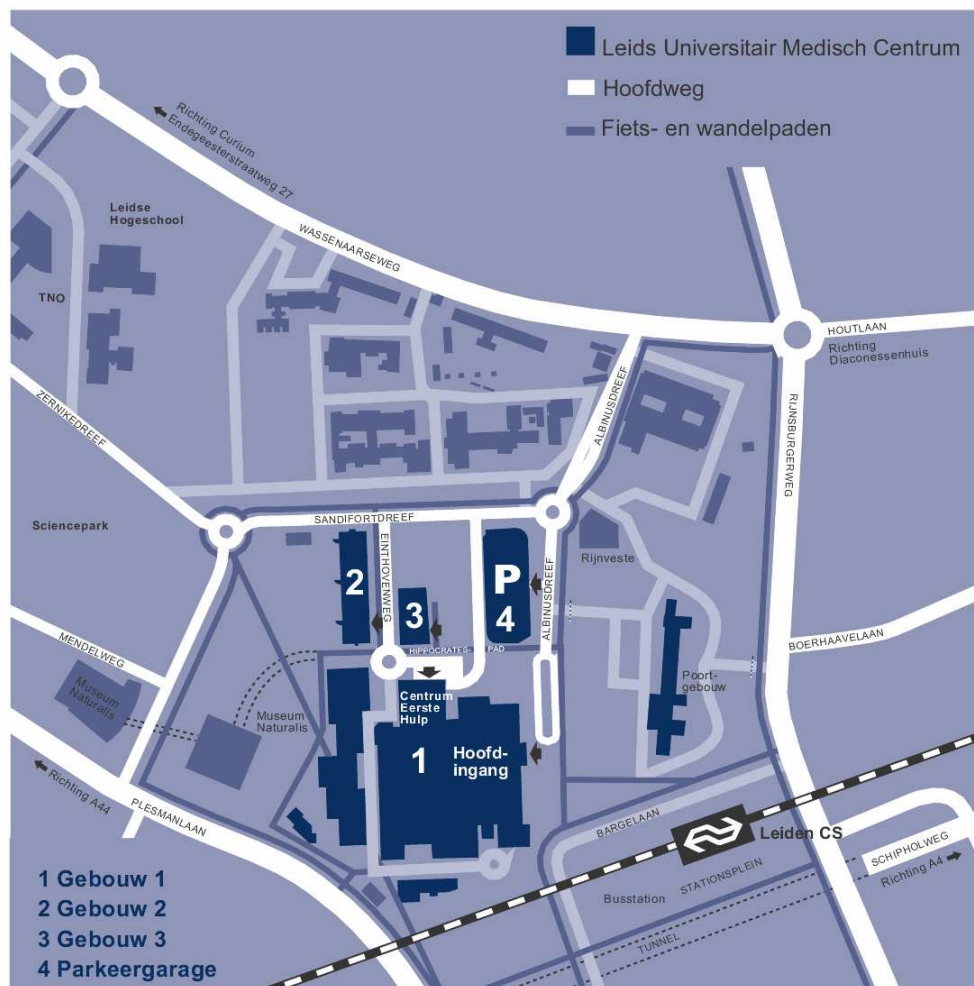 Leids Universitair Medisch Centrum
Hoofdweg
Fiets- en wandelpaden
Richting Curium
Endegeesterstraatweg 27
Leidse
Hogeschool
WASSENAARSEWEG
TNO
HOUTLAAN
Richting
Diaconessenhuis
ZERNIKEDREEF
ALBINUSDREEF
RIJNSBURGERWEG
Sciencepark
SANDIFORTDREEF
EINTHOVENWEG
2
3
P
4
ALBINUSDREEF
Rijnveste
MENDELWEG
HIPPOCRATES-PAD
BOERHAAVELAAN
Museum
Naturalis
Museum
Naturalis
Centrum
Eerste
Hulp
Poort-
gebouw
1
Hoofd-
ingang
Richting A44
PLESMANLAAN
BARGELAAN
Leiden CS
SCHIPHOLWEG
Richting A4
STATIONSPLEIN
Busstation
TUNNEL
1 Gebouw 1
2 Gebouw 2
3 Gebouw 3
4 Parkeergarage